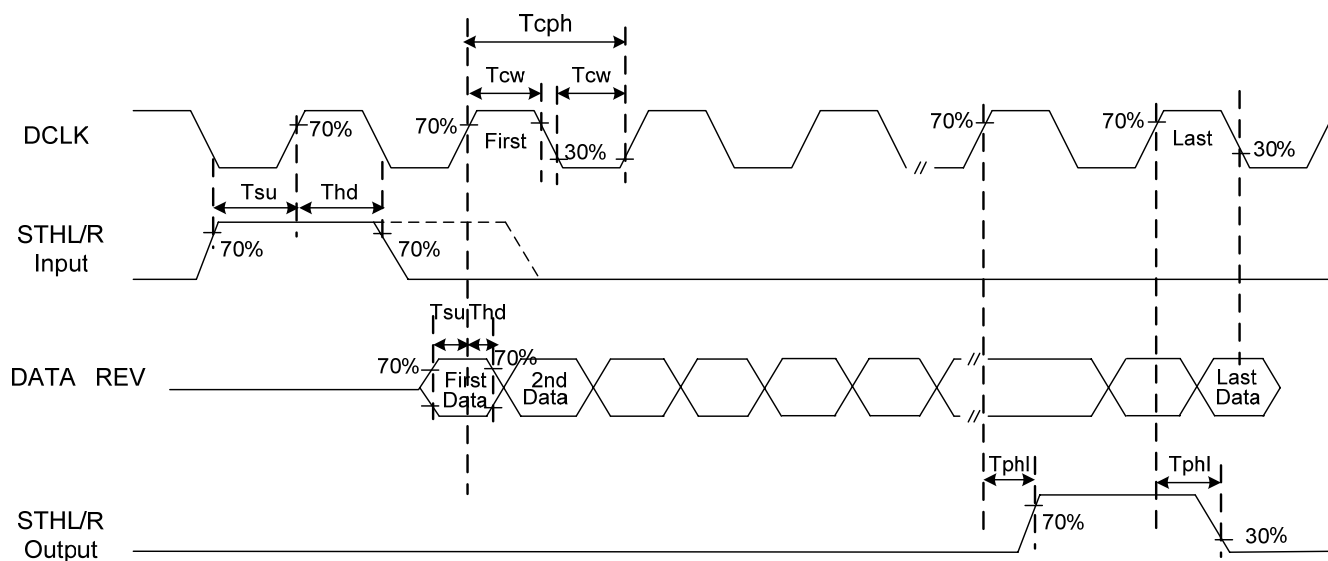 Tcph
Tcw Tcw
DCLK
70% 70% First 30% 70% 70% Last 30%
Tsu Thd
STHL/R
Input
70% 70%
Tsu Thd
70% 70%
DATA REV
First
Data
2nd
Data
Last
Data
//
//
//
Tphl Tphl
STHL/R
Output
70% 30%